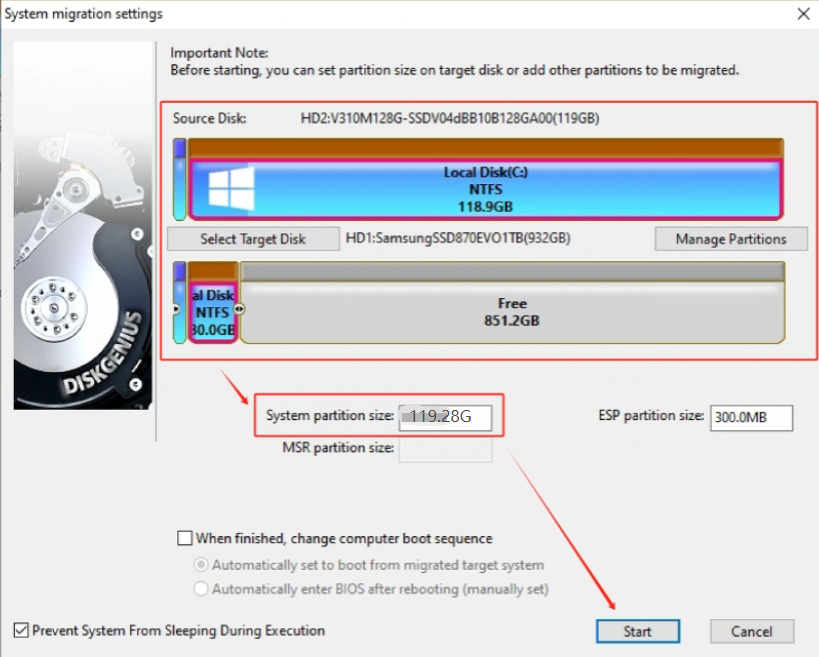 System migration settings
Important Note:
Before starting, you can set partition size on target disk or add other partitions to be migrated.
Source Disk: HD2:V310M128G-SSDV04dBB10B128GA00(119GB)
Local Disk(C:)
NTFS
118.9GB
Select Target Disk HD1:SamsungSSD870EVO1TB(932GB) Manage Partitions
al Disk
NTFS
30.0GB
Free
851.2GB
DISKGENIUS
System partition size: 119.28G ESP partition size: 300.0MB
MSR partition size:
When finished, change computer boot sequence
Automatically set to boot from migrated target system
Automatically enter BIOS after rebooting (manually set)
Prevent System From Sleeping During Execution Start Cancel